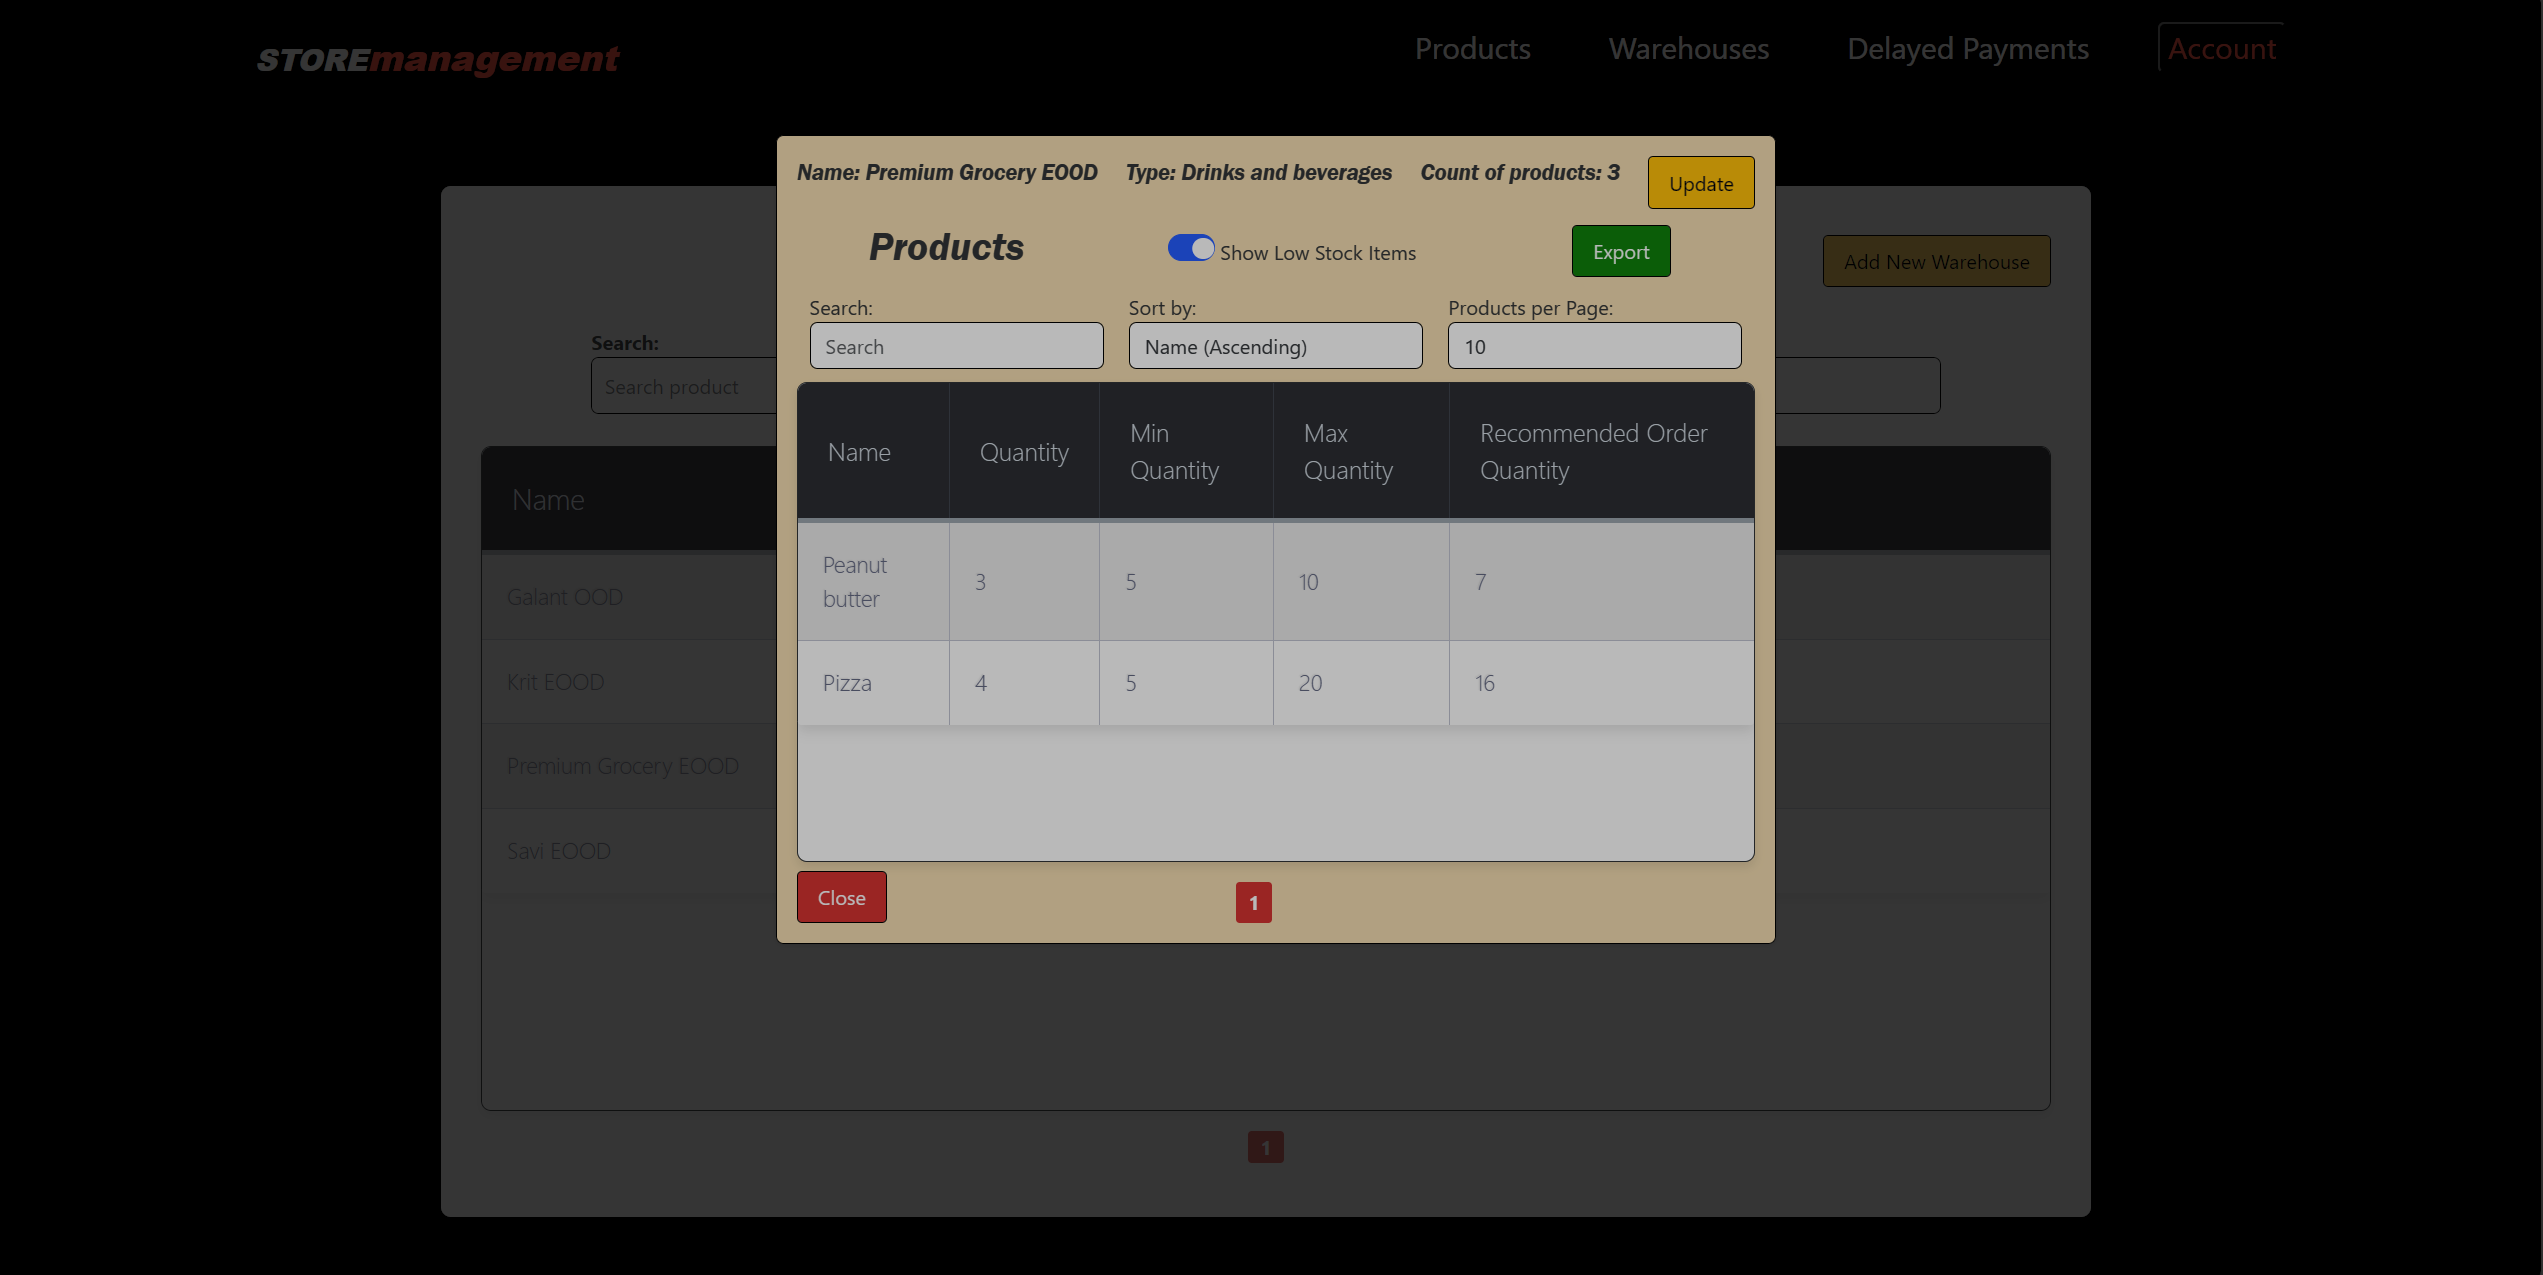 STOREmanagement
Products
Warehouses
Delayed Payments
Account
Add New Warehouse
Search:
Search product
Name
Galant OOD
Krit EOOD
Premium Grocery EOOD
Savi EOOD
1
Name: Premium Grocery EOOD
Type: Drinks and beverages
Count of products: 3
Update
Products
Show Low Stock Items
Export
Search:
Sort by:
Products per Page:
Search
Name (Ascending)
10
Name
Quantity
Min
Quantity
Max
Quantity
Recommended Order
Quantity
Peanut
butter
3
5
10
7
Pizza
4
5
20
16
Close
1